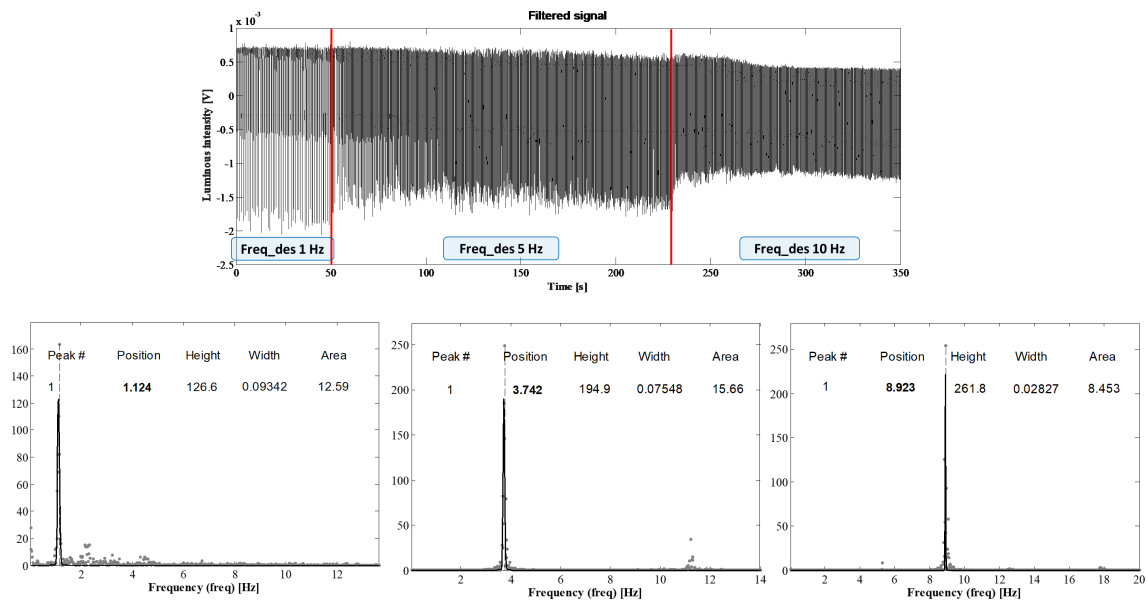 Filtered signal
x 10^-3
1
0.5
0
-0.5
-1
-1.5
-2
-2.5
Luminous intensity [V]
Freq_des 1 Hz
Freq_des 5 Hz
Freq_des 10 Hz
0 50 100 150 200 250 300 350
Time [s]
Peak # Position Height Width Area
1 1.124 126.6 0.09342 12.59
160
140
120
100
80
60
40
20
0
2 4 6 8 10 12
Frequency (freq) [Hz]
Peak # Position Height Width Area
1 3.742 194.9 0.07548 15.66
250
200
150
100
50
0
2 4 6 8 10 12 14
Frequency (freq) [Hz]
Peak # Position Height Width Area
1 8.923 261.8 0.02827 8.453
250
200
150
100
50
0
2 4 6 8 10 12 14 16 18 20
Frequency (freq) [Hz]